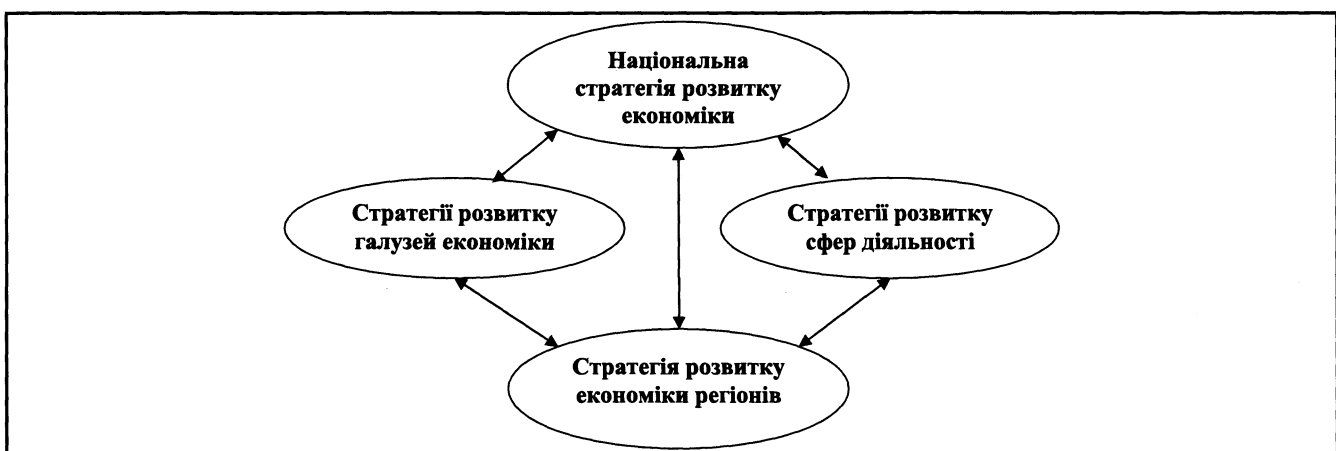 Національна
стратегія розвитку
економіки
Стратегії розвитку
галузей економіки
Стратегії розвитку
сфер діяльності
Стратегія розвитку
економіки регіонів